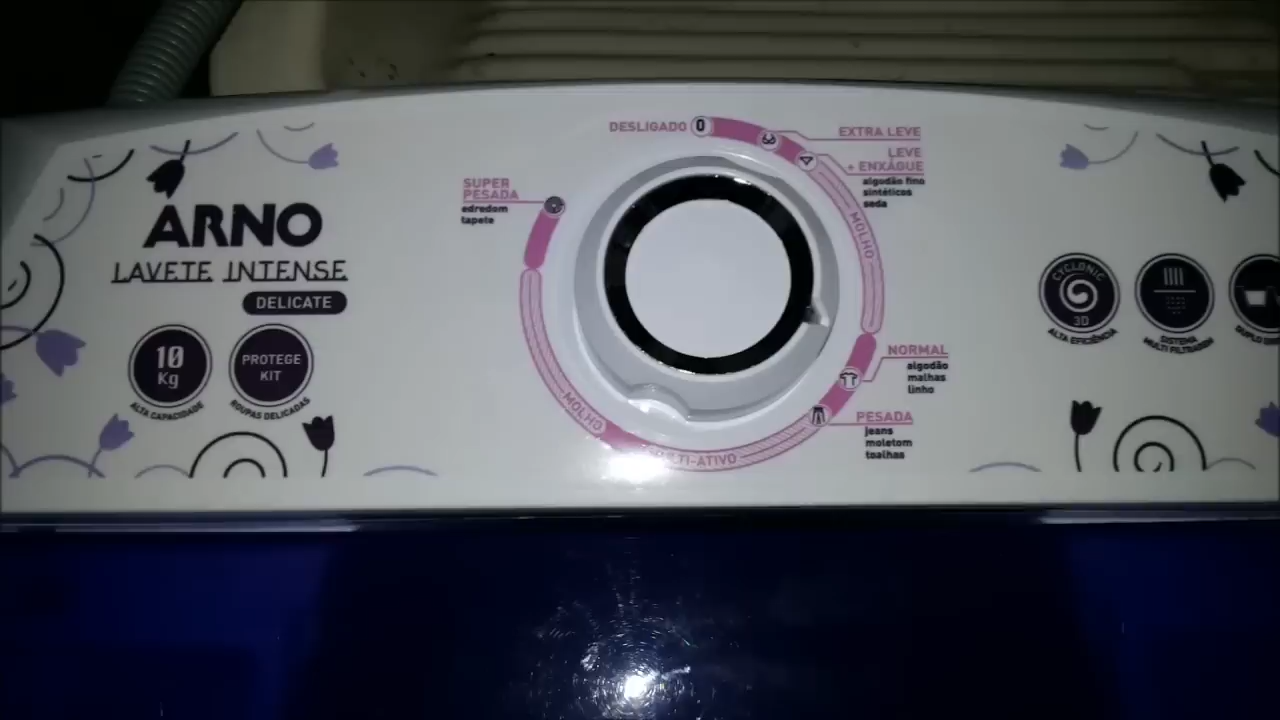 ARNO
LAVETE INTENSE
DELICATE
10
Kg
ALTA CAPACIDADE
PROTEGE
KIT
ROUPAS DELICADAS
SUPER
PESADA
edredom
tapete
DESLIGADO 0
EXTRA LEVE
LEVE
+ ENXÁGUE
algodão fino
sintéticos
seda
MOLHO
NORMAL
algodão
malhas
linho
PESADA
jeans
moletom
toalhas
MOLHO
CYCLONIC
3D
ALTA EFICIÊNCIA
SISTEMA
MULTI FILTRAGEM